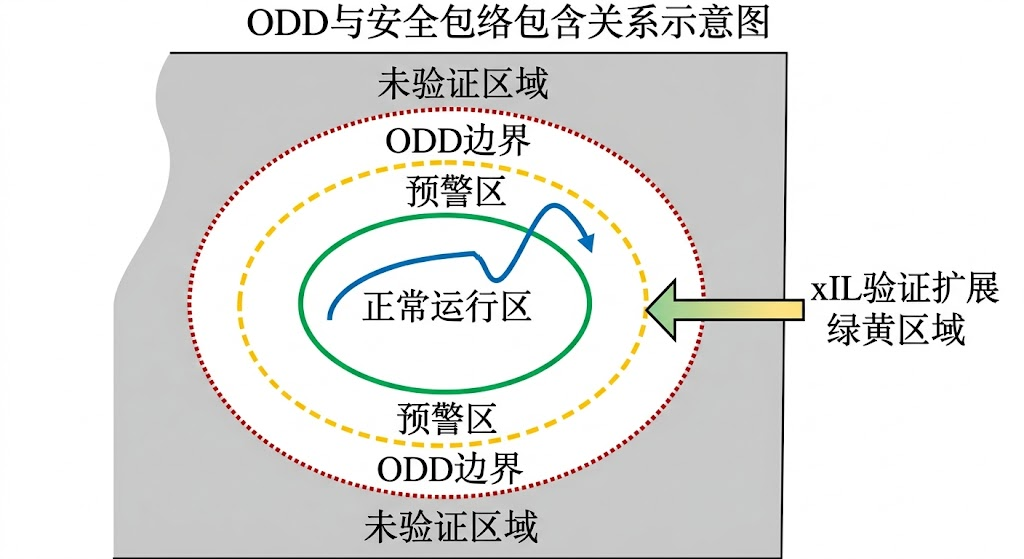 ODD与安全包络包含关系示意图
未验证区域
ODD边界
预警区
正常运行区
xIL验证扩展
绿黄区域
预警区
ODD边界
未验证区域